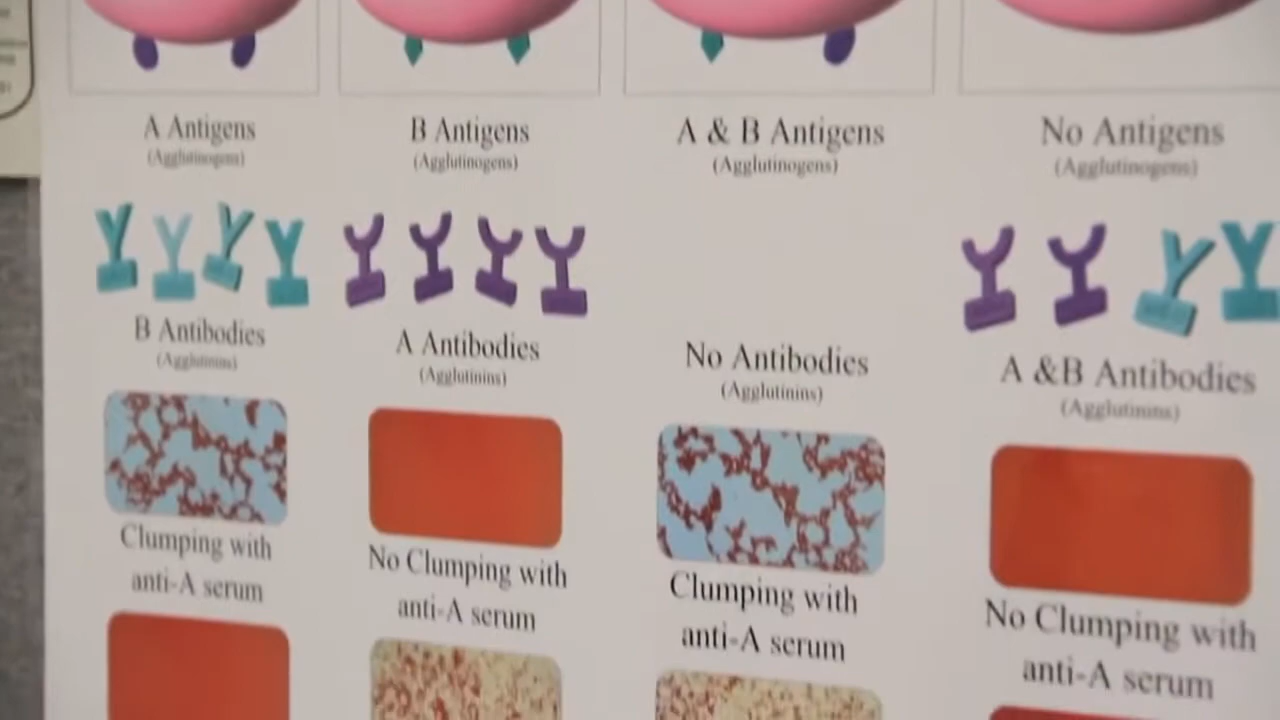 A Antigens
(Agglutinogens)
B Antigens
(Agglutinogens)
A & B Antigens
(Agglutinogens)
No Antigens
(Agglutinogens)
B Antibodies
(Agglutinins)
A Antibodies
(Agglutinins)
No Antibodies
(Agglutinins)
A &B Antibodies
(Agglutinins)
Clumping with
anti-A serum
No Clumping with
anti-A serum
Clumping with
anti-A serum
No Clumping with
anti-A serum